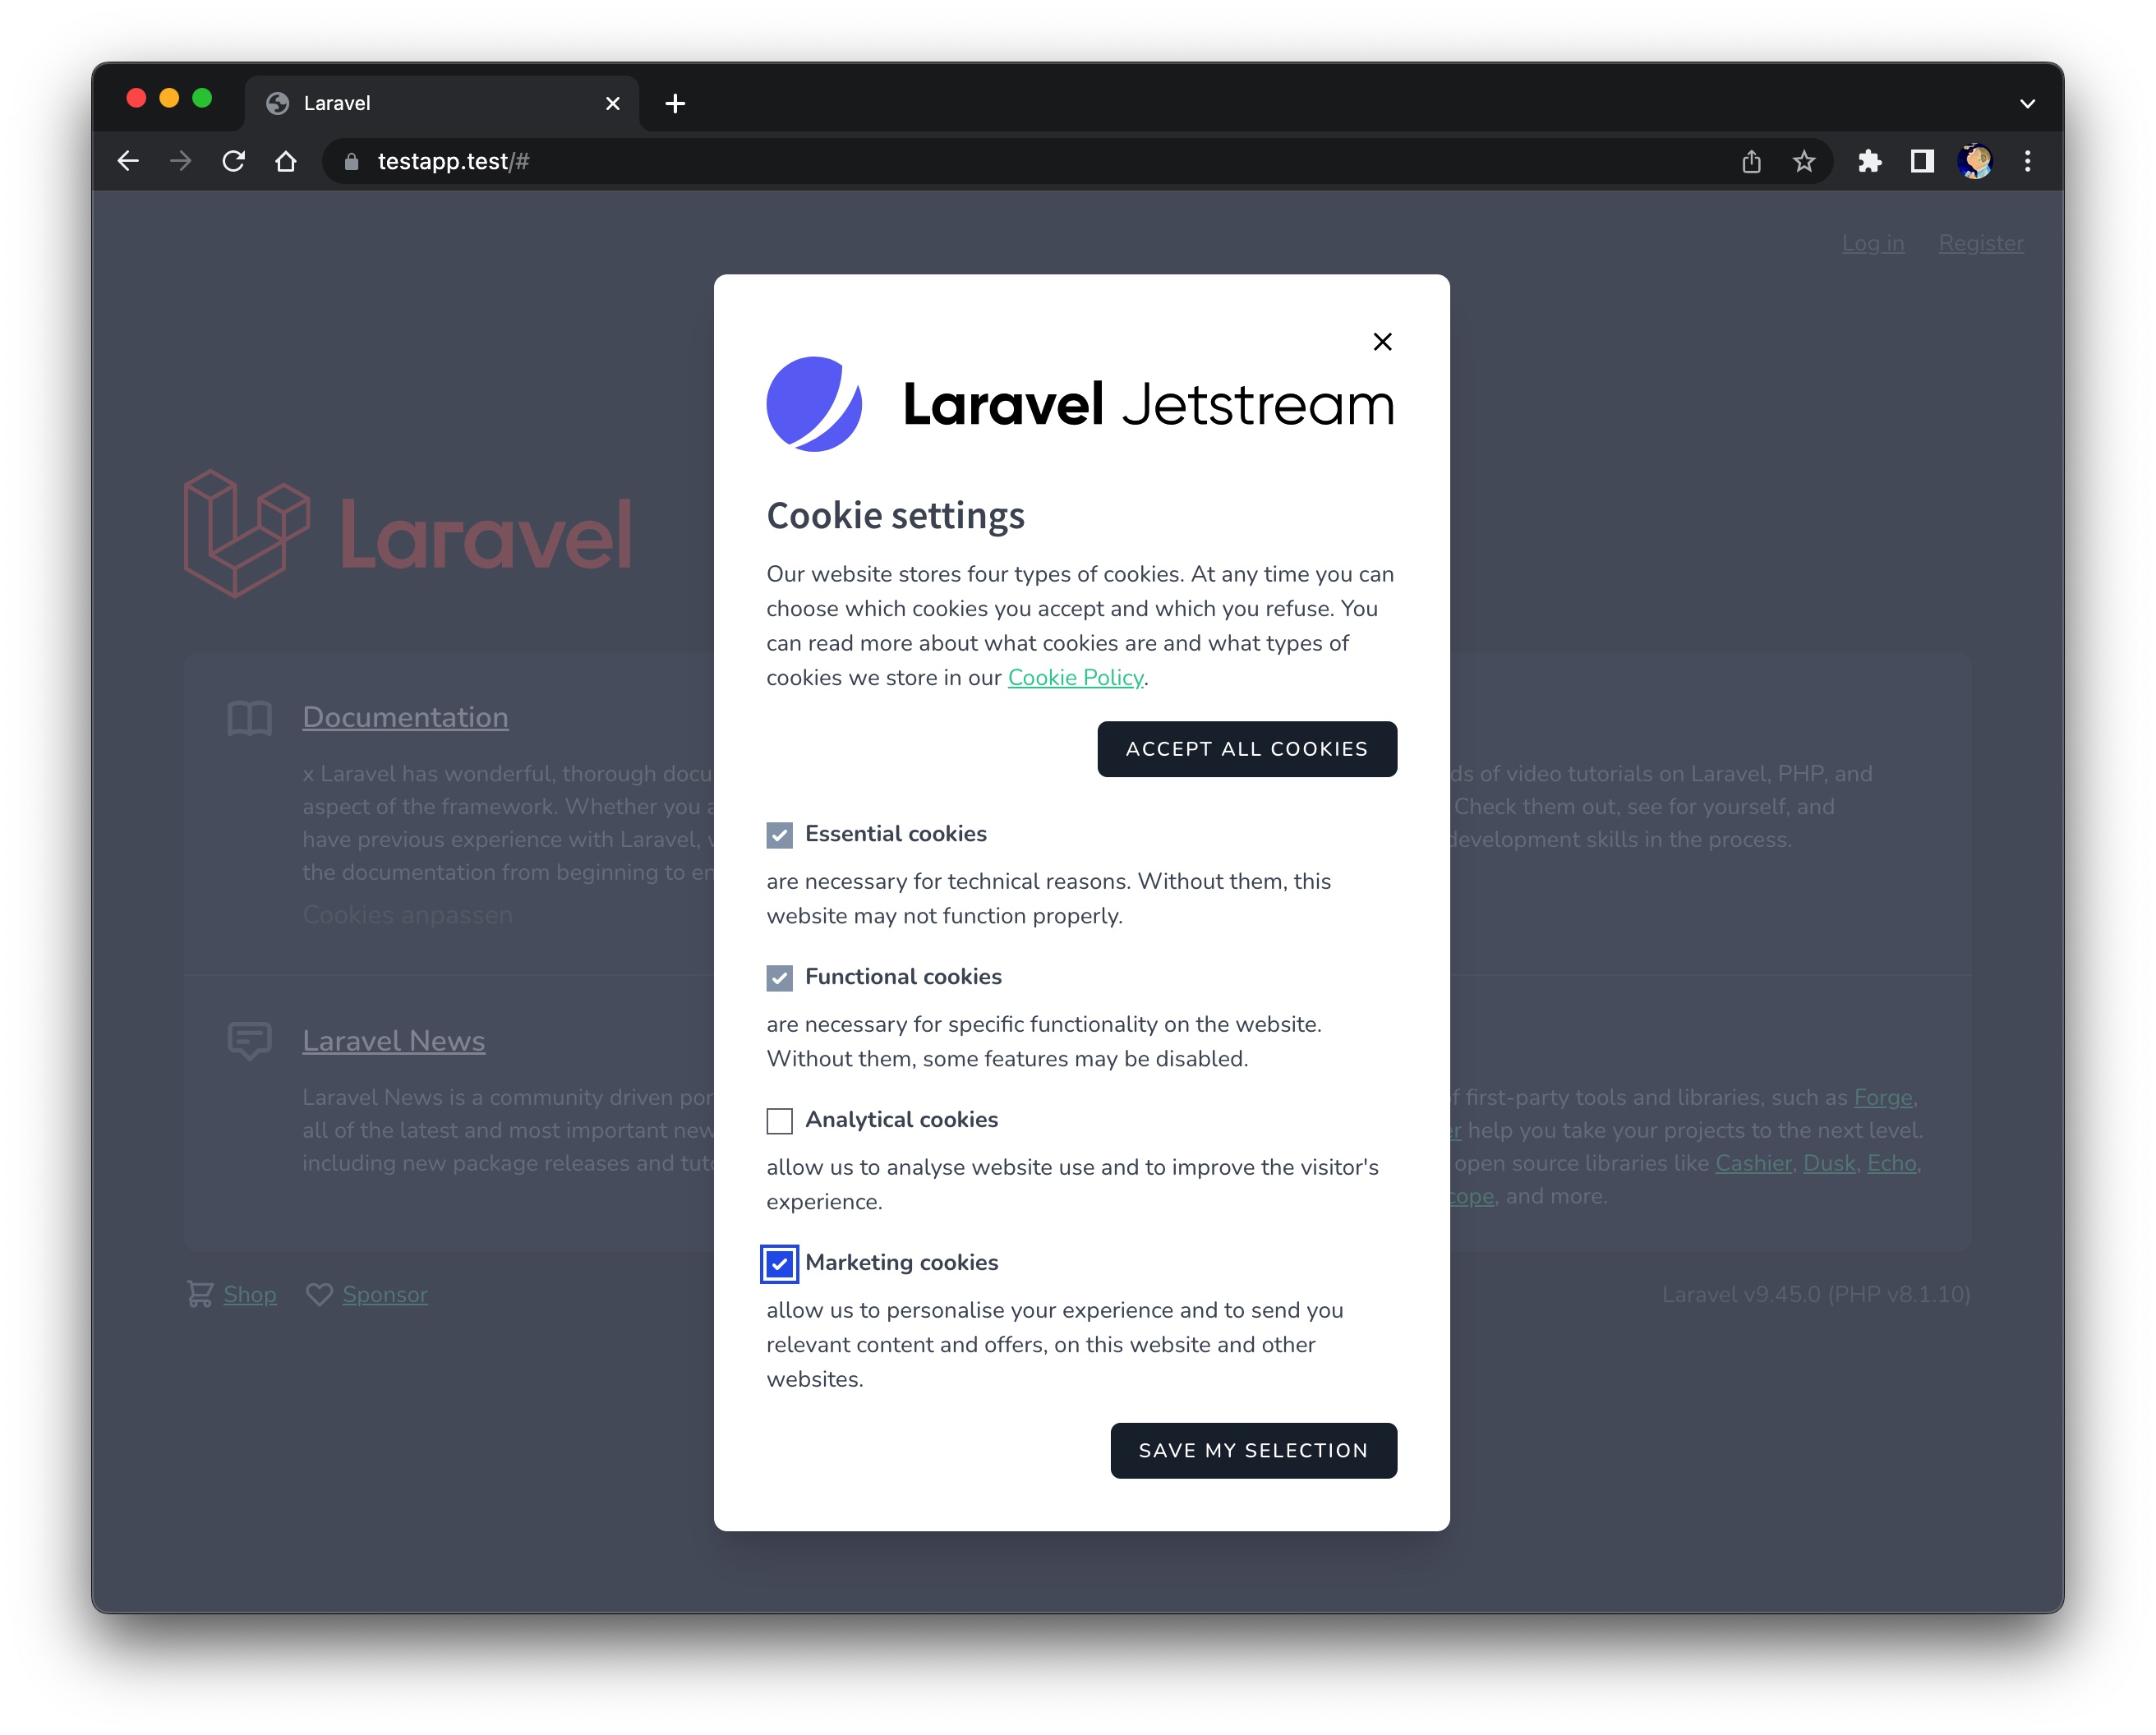 Laravel
testapp.test/#
Log in Register
Laravel Jetstream
Laravel
Cookie settings
Our website stores four types of cookies. At any time you can
choose which cookies you accept and which you refuse. You
can read more about what cookies are and what types of
cookies we store in our Cookie Policy.
ACCEPT ALL COOKIES
Essential cookies
are necessary for technical reasons. Without them, this
website may not function properly.
Functional cookies
are necessary for specific functionality on the website.
Without them, some features may be disabled.
Analytical cookies
allow us to analyse website use and to improve the visitor's
experience.
Marketing cookies
allow us to personalise your experience and to send you
relevant content and offers, on this website and other
websites.
SAVE MY SELECTION
Documentation
x Laravel has wonderful, thorough
aspect of the framework. Whether you
have previous experience with Laravel,
the documentation from beginning to
Cookies anpassen
of video tutorials on Laravel, PHP, and
Check them out, see for yourself, and
development skills in the process.
Laravel News
Laravel News is a community driven
all of the latest and most important
including new package releases and
first-party tools and libraries, such as Forge,
help you take your projects to the next level.
open source libraries like Cashier, Dusk, Echo,
and more.
Shop Sponsor
Laravel v9.45.0 (PHP v8.1.10)